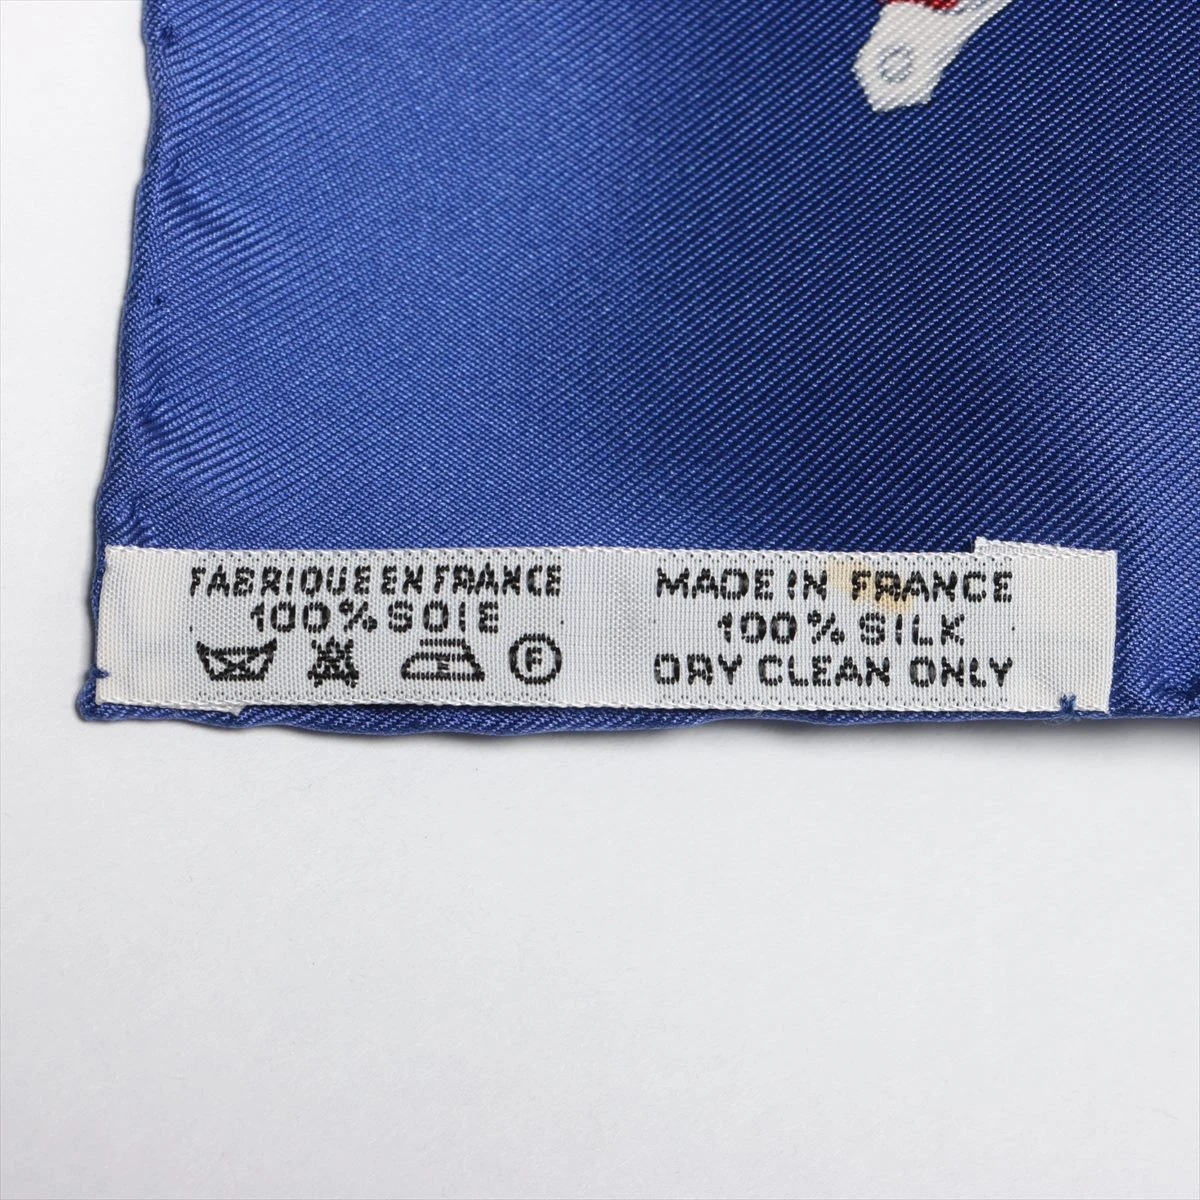 FABRIQUE EN FRANCE
100% SOIE
F
MADE IN FRANCE
100% SILK
DRY CLEAN ONLY